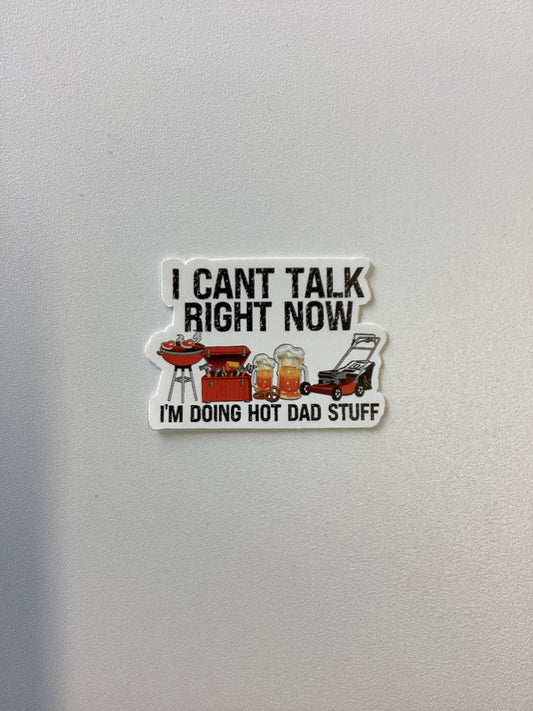 I CANT TALK
RIGHT NOW
I'M DOING HOT DAD STUFF